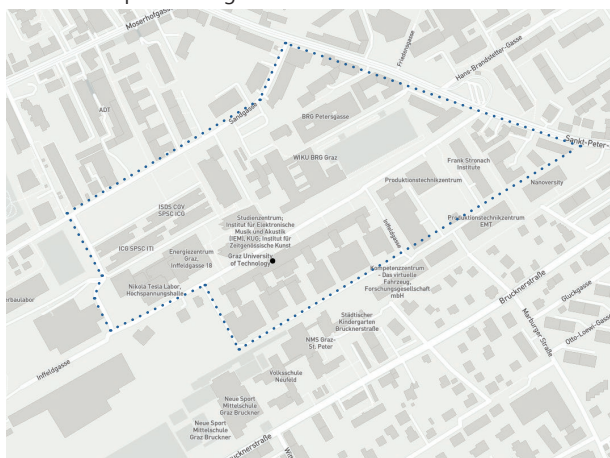 Moserhofgasse
Friedensgasse
Hans-Brandstetter-Gasse
ADT
Sandgasse
BRG Petersgasse
Sankt-Peter-
WIKU BRG Graz
Frank Stronach
Institute
Produktionstechnikzentrum
Nanoversity
ISDS CGV
SPSC ICG
Studienzentrum;
Institut für Elektronische
Musik und Akustik
(IEM), KUG; Institut für
Zeitgenössische Kunst
Inffeldgasse
Produktionstechnikzentrum
EMT
ICG SPSC ITI
Energiezentrum
Graz,
Inffeldgasse 18
Graz University
of Technology
Kompetenzzentrum
- Das virtuelle
Fahrzeug,
Forschungsgesellschaft
mbH
Nikola Tesla Labor,
Hochspannungshalle
erbaulabor
Brucknerstraße
Gluckgasse
Marburger Straße
Otto-Loewi-Gass
Städtischer
Kindergarten
Brucknerstraße
NMS Graz-
St. Peter
Inffeldgasse
Volksschule
Neufeld
Neue Sport
Mittelschule
Graz Bruckner
Neue Sport
Mittelschule
Graz Bruckner
Brucknerstraße